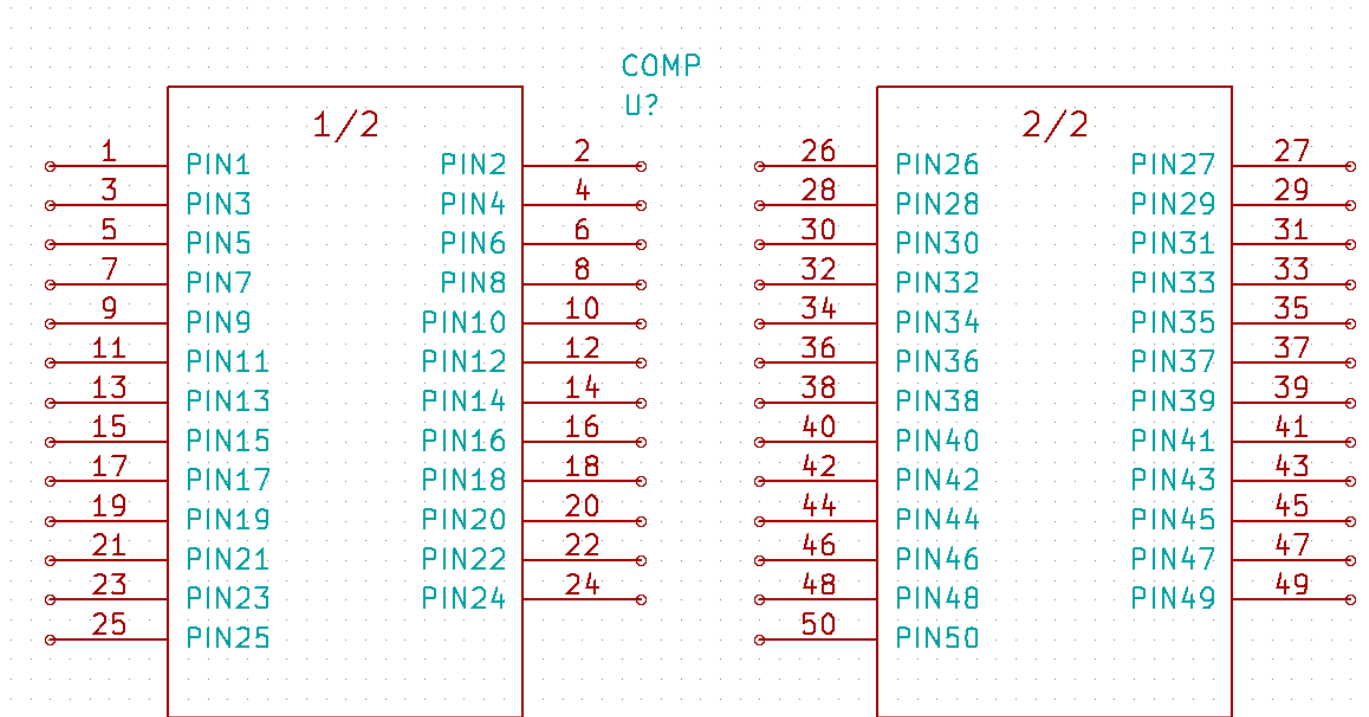 COMP
U?
1/2
1 PIN1 PIN2 2
3 PIN3 PIN4 4
5 PIN5 PIN6 6
7 PIN7 PIN8 8
9 PIN9 PIN10 10
11 PIN11 PIN12 12
13 PIN13 PIN14 14
15 PIN15 PIN16 16
17 PIN17 PIN18 18
19 PIN19 PIN20 20
21 PIN21 PIN22 22
23 PIN23 PIN24 24
25 PIN25
2/2
26 PIN26 PIN27 27
28 PIN28 PIN29 29
30 PIN30 PIN31 31
32 PIN32 PIN33 33
34 PIN34 PIN35 35
36 PIN36 PIN37 37
38 PIN38 PIN39 39
40 PIN40 PIN41 41
42 PIN42 PIN43 43
44 PIN44 PIN45 45
46 PIN46 PIN47 47
48 PIN48 PIN49 49
50 PIN50